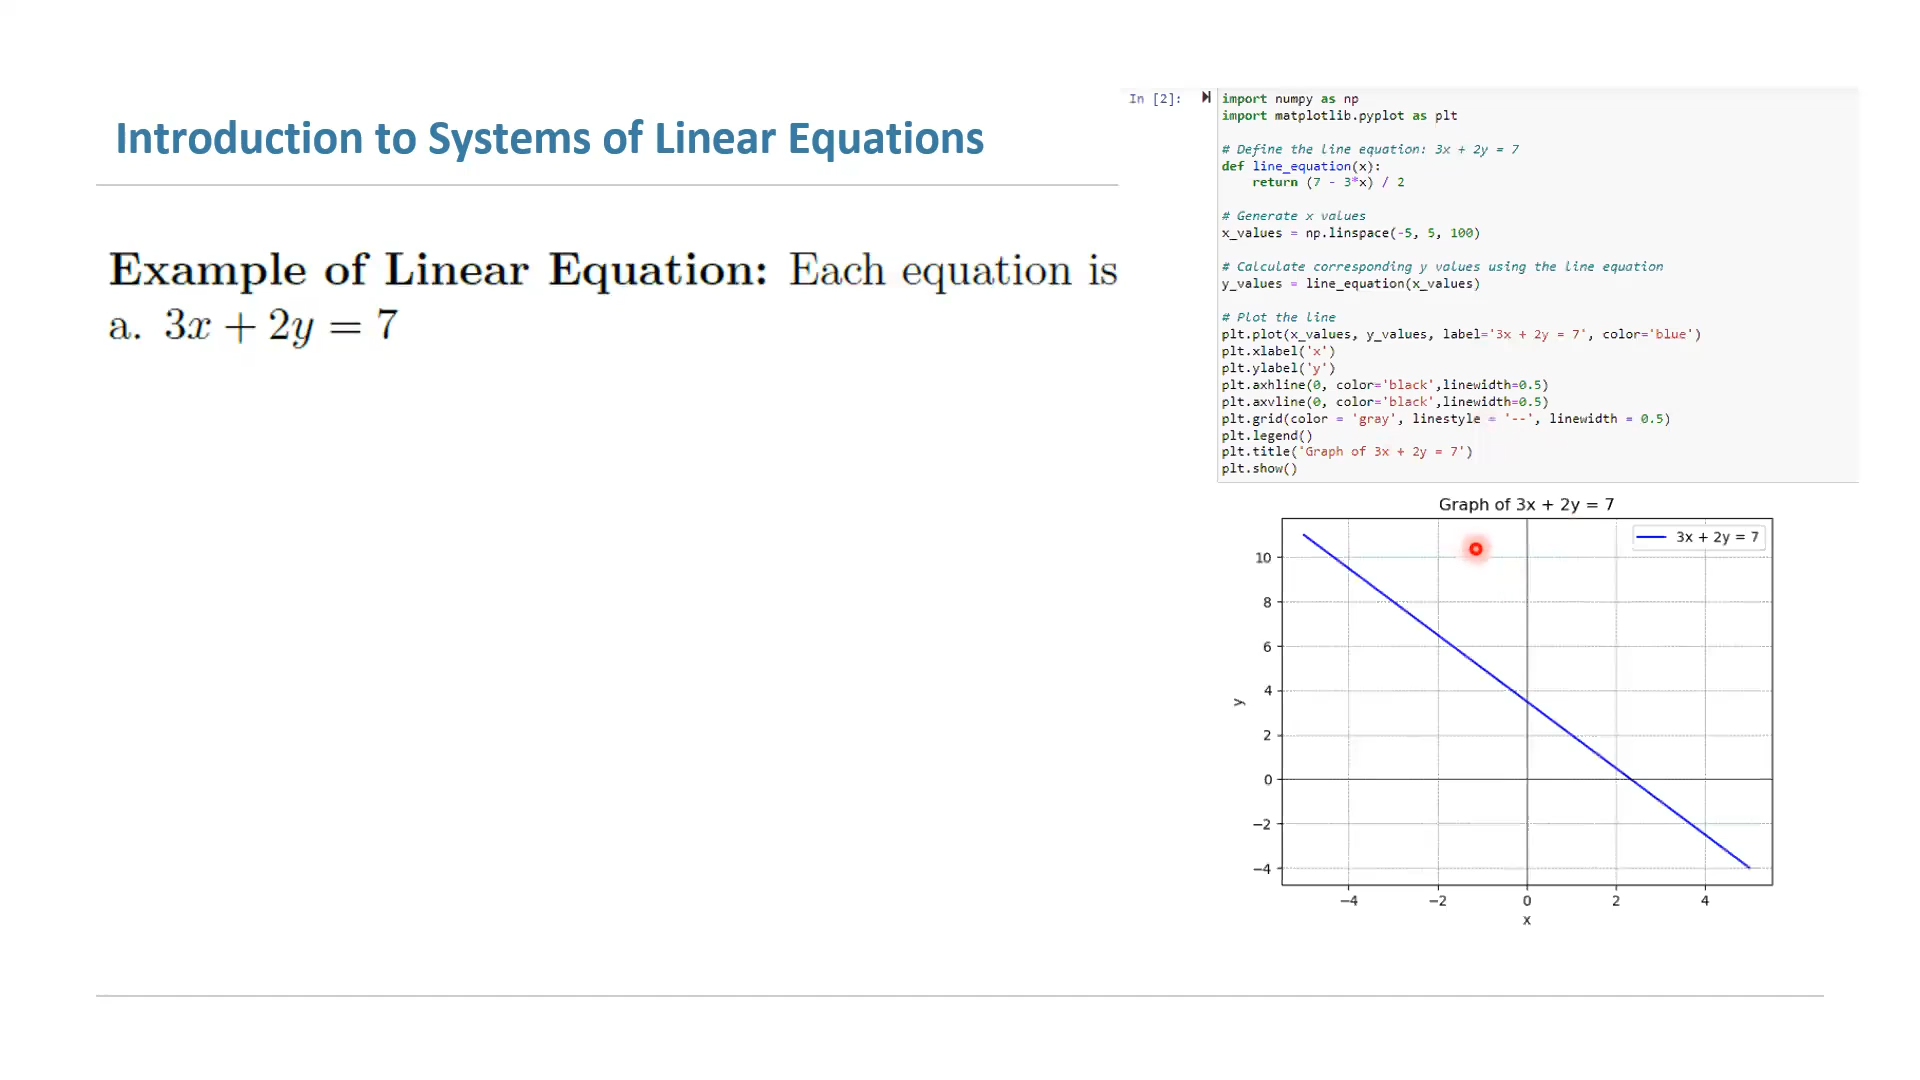 Introduction to Systems of Linear Equations
Example of Linear Equation: Each equation is
a. 3x + 2y = 7
In [2]:
import numpy as np
import matplotlib.pyplot as plt
# Define the line equation: 3x + 2y = 7
def line_equation(x):
    return (7 - 3*x) / 2
# Generate x values
x_values = np.linspace(-5, 5, 100)
# Calculate corresponding y values using the line equation
y_values = line_equation(x_values)
# Plot the line
plt.plot(x_values, y_values, label='3x + 2y = 7', color='blue')
plt.xlabel('x')
plt.ylabel('y')
plt.axhline(0, color='black',linewidth=0.5)
plt.axvline(0, color='black',linewidth=0.5)
plt.grid(color = 'gray', linestyle = '--', linewidth = 0.5)
plt.legend()
plt.title('Graph of 3x + 2y = 7')
plt.show()
Graph of 3x + 2y = 7
3x + 2y = 7
10
8
6
4
2
0
−2
−4
y
−4 −2 0 2 4
x